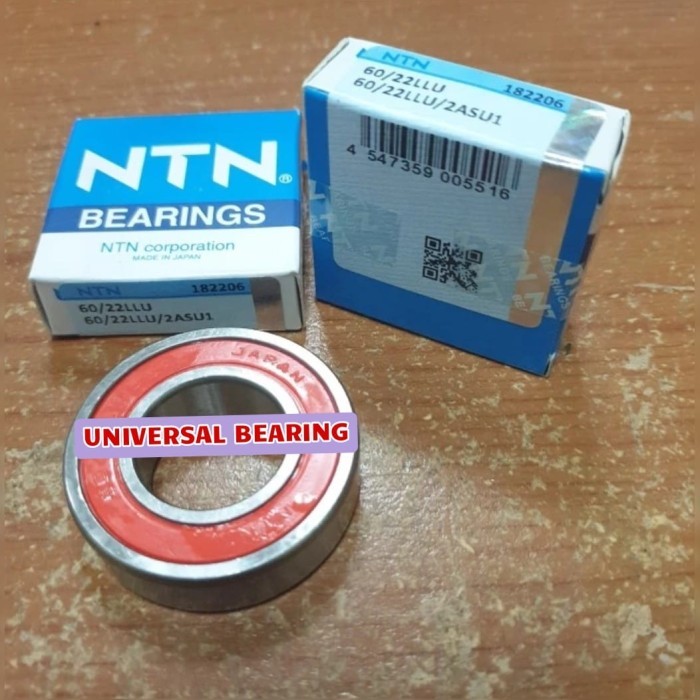 NTN®
BEARINGS
NTN corporation
MADE IN JAPAN
NTN 182206
60/22LLU
60/22LLU/2ASU1
NTN
60/22LLU 182206
60/22LLU/2ASU1
4 547359 005516
BEARINGS
JAPAN
UNIVERSAL BEARING